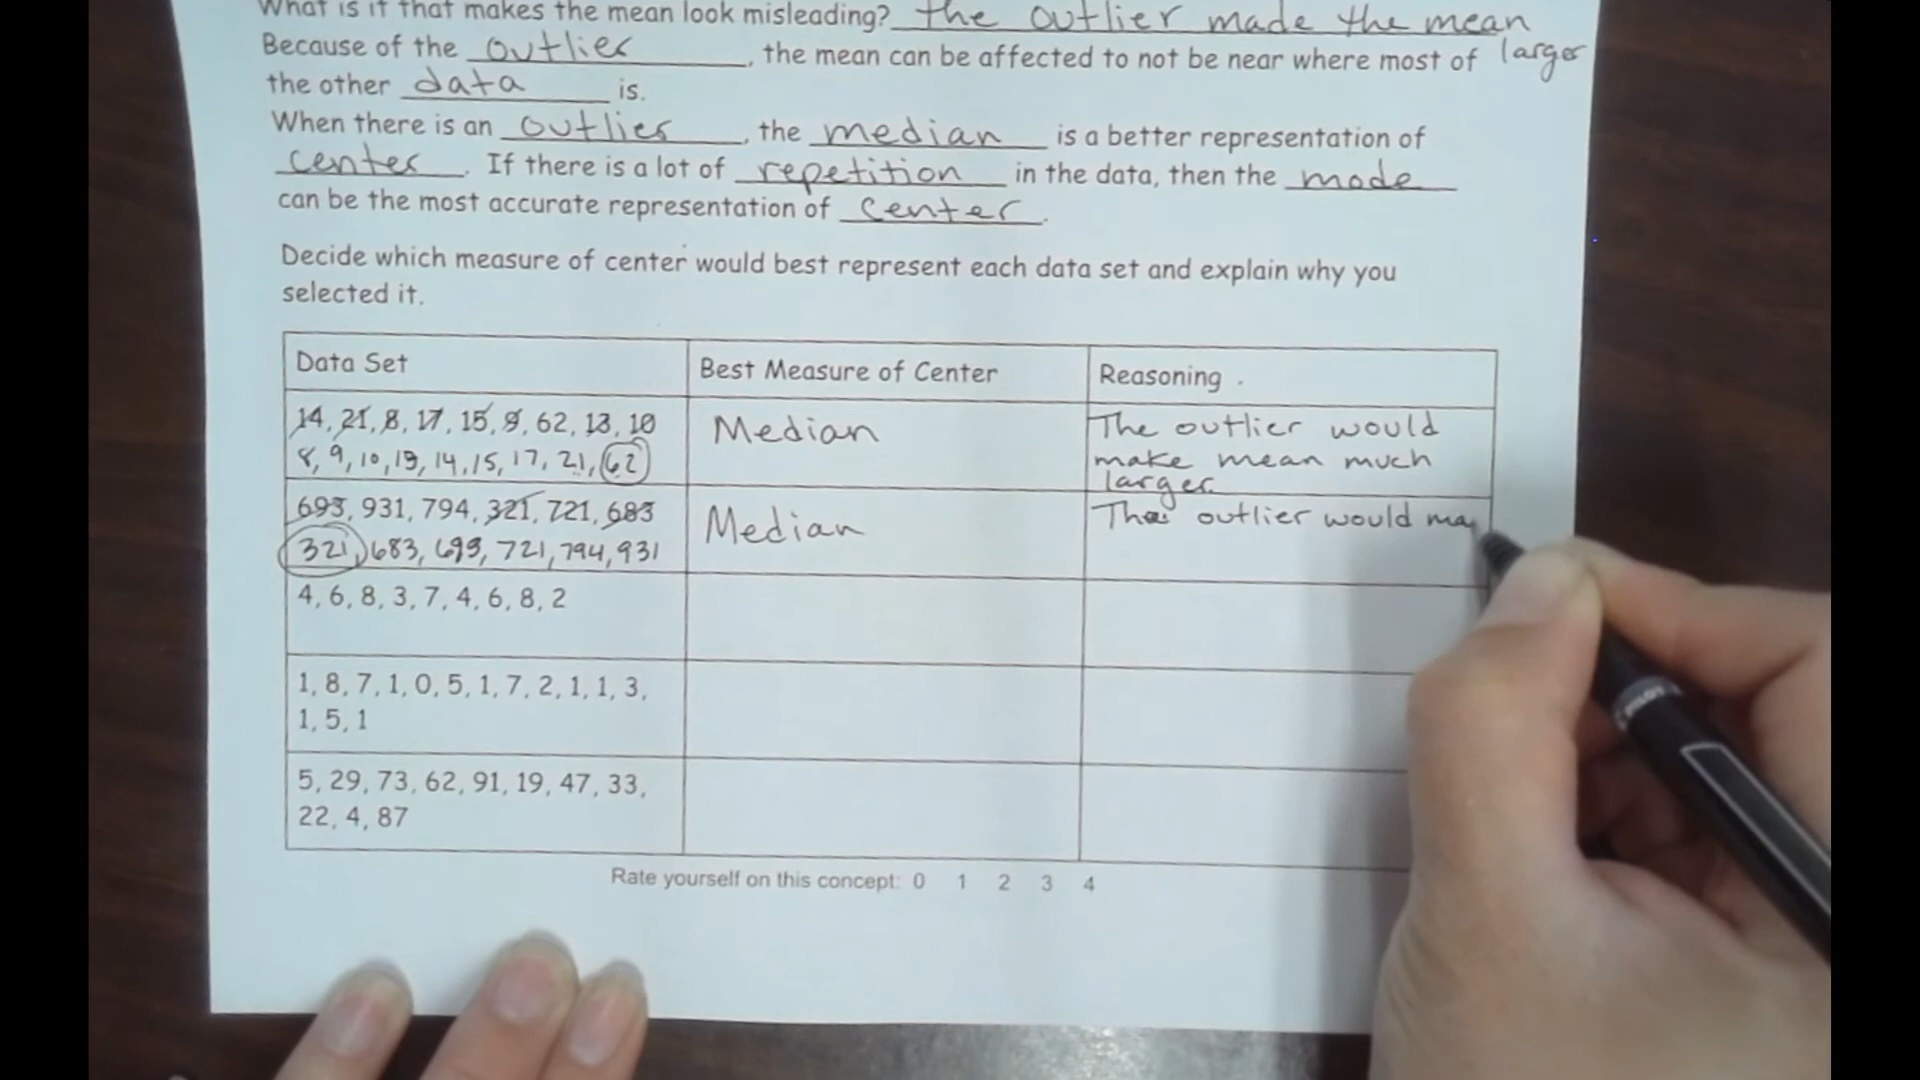 What is it that makes the mean look misleading? the outlier made the mean
larger
Because of the outlier, the mean can be affected to not be near where most of
the other data is.
When there is an outlier, the median is a better representation of
center. If there is a lot of repetition in the data, then the mode
can be the most accurate representation of center.
Decide which measure of center would best represent each data set and explain why you
selected it.
Data Set
Best Measure of Center
Reasoning
14, 21, 8, 17, 15, 9, 62, 13, 10
8, 9, 10, 13, 14, 15, 17, 21, 62
Median
The outlier would
make mean much
larger.
693, 931, 794, 321, 721, 683
321, 683, 693, 721, 794, 931
Median
The outlier would ma
4, 6, 8, 3, 7, 4, 6, 8, 2
1, 8, 7, 1, 0, 5, 1, 7, 2, 1, 1, 3,
1, 5, 1
5, 29, 73, 62, 91, 19, 47, 33,
22, 4, 87
Rate yourself on this concept: 0 1 2 3 4